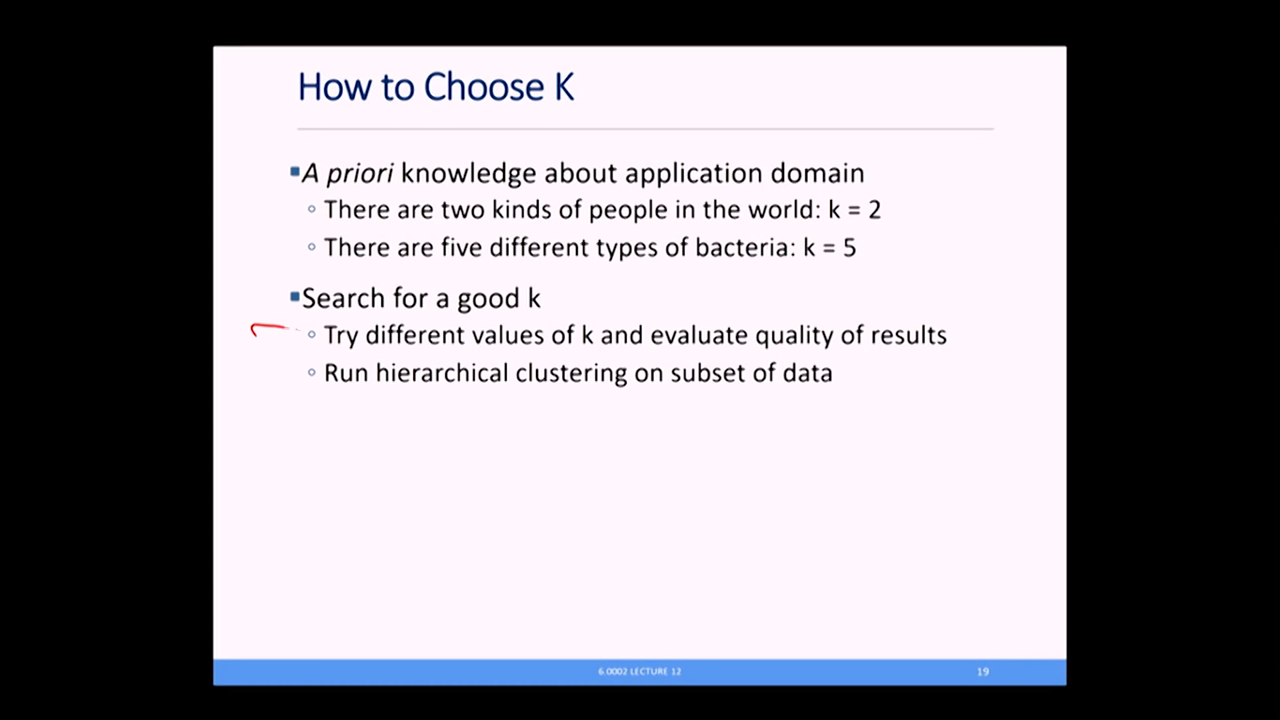 How to Choose K
▪A priori knowledge about application domain
◦ There are two kinds of people in the world: k = 2
◦ There are five different types of bacteria: k = 5
▪Search for a good k
◦ Try different values of k and evaluate quality of results
◦ Run hierarchical clustering on subset of data
6.0002 LECTURE 12
19